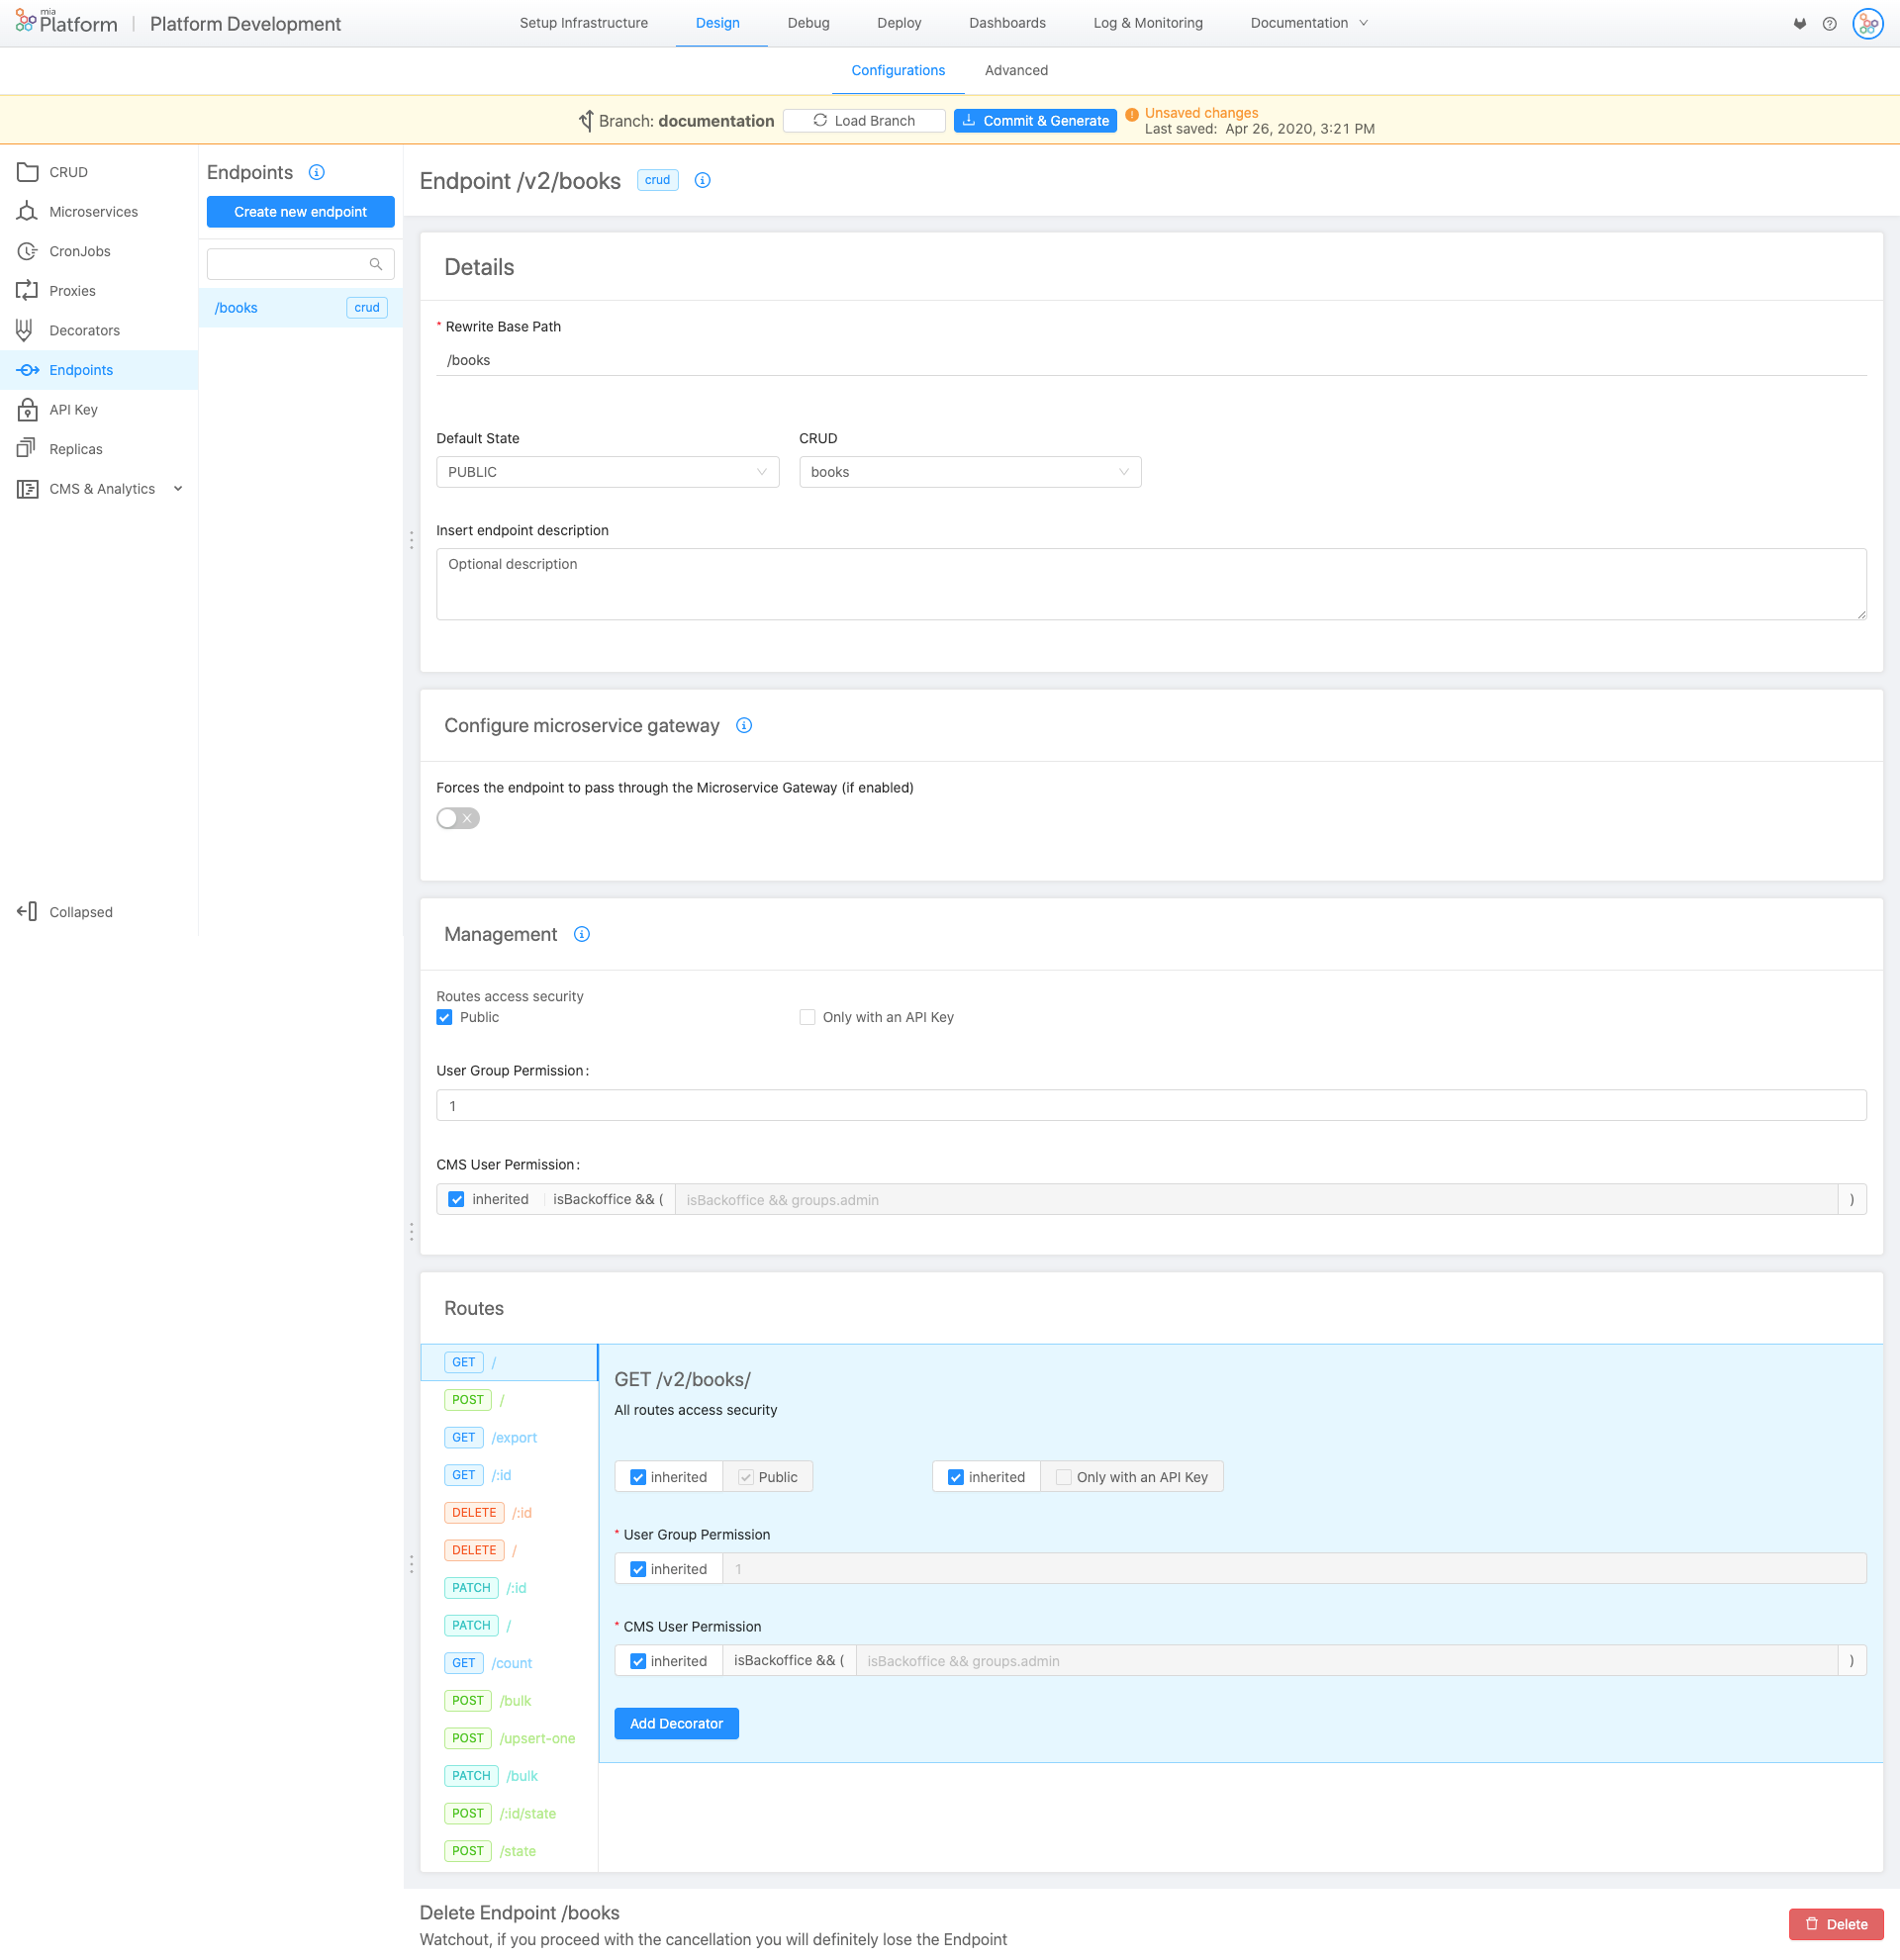 mia
Platform | Platform Development
Setup Infrastructure
Design
Debug
Deploy
Dashboards
Log & Monitoring
Documentation
Configurations
Advanced
Branch: documentation
Load Branch
Commit & Generate
Unsaved changes
Last saved: Apr 26, 2020, 3:21 PM
CRUD
Microservices
CronJobs
Proxies
Decorators
Endpoints
API Key
Replicas
CMS & Analytics
Collapsed
Endpoints
Create new endpoint
/books crud
Endpoint /v2/books crud
Details
* Rewrite Base Path
/books
Default State
PUBLIC
CRUD
books
Insert endpoint description
Optional description
Configure microservice gateway
Forces the endpoint to pass through the Microservice Gateway (if enabled)
Management
Routes access security
Public
Only with an API Key
User Group Permission:
1
CMS User Permission:
inherited isBackoffice && ( isBackoffice && groups.admin )
Routes
GET /
POST /
GET /export
GET /:id
DELETE /:id
DELETE /
PATCH /:id
PATCH /
GET /count
POST /bulk
POST /upsert-one
PATCH /bulk
POST /:id/state
POST /state
GET /v2/books/
All routes access security
inherited Public
inherited Only with an API Key
* User Group Permission
inherited 1
* CMS User Permission
inherited isBackoffice && ( isBackoffice && groups.admin )
Add Decorator
Delete Endpoint /books
Watchout, if you proceed with the cancellation you will definitely lose the Endpoint
Delete